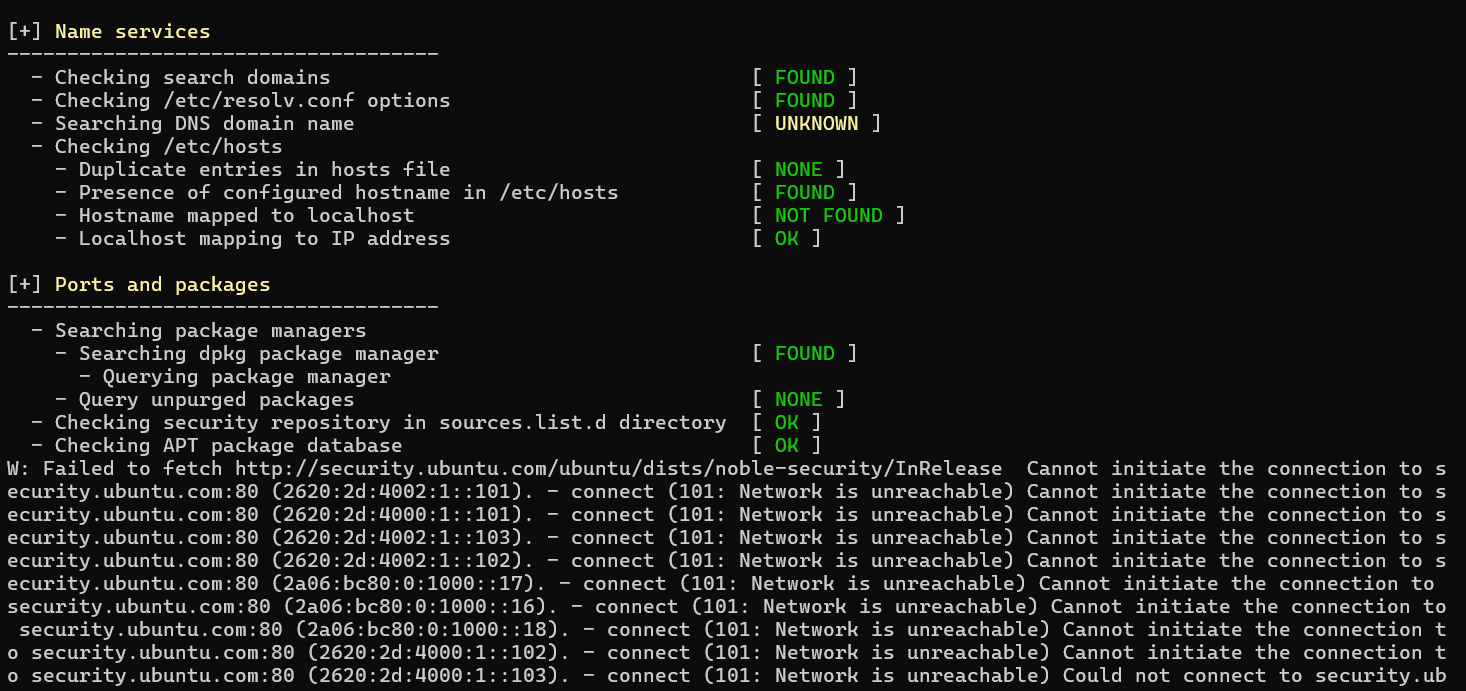 [+] Name services
------------------------------------
  - Checking search domains                                   [ FOUND ]
  - Checking /etc/resolv.conf options                         [ FOUND ]
  - Searching DNS domain name                                 [ UNKNOWN ]
  - Checking /etc/hosts
    - Duplicate entries in hosts file                         [ NONE ]
    - Presence of configured hostname in /etc/hosts           [ FOUND ]
    - Hostname mapped to localhost                            [ NOT FOUND ]
    - Localhost mapping to IP address                         [ OK ]

[+] Ports and packages
------------------------------------
  - Searching package managers
    - Searching dpkg package manager                          [ FOUND ]
      - Querying package manager
    - Query unpurged packages                                 [ NONE ]
  - Checking security repository in sources.list.d directory  [ OK ]
  - Checking APT package database                             [ OK ]
W: Failed to fetch http://security.ubuntu.com/ubuntu/dists/noble-security/InRelease  Cannot initiate the connection to s
ecurity.ubuntu.com:80 (2620:2d:4002:1::101). - connect (101: Network is unreachable) Cannot initiate the connection to s
ecurity.ubuntu.com:80 (2620:2d:4000:1::101). - connect (101: Network is unreachable) Cannot initiate the connection to s
ecurity.ubuntu.com:80 (2620:2d:4002:1::103). - connect (101: Network is unreachable) Cannot initiate the connection to s
ecurity.ubuntu.com:80 (2620:2d:4002:1::102). - connect (101: Network is unreachable) Cannot initiate the connection to s
ecurity.ubuntu.com:80 (2a06:bc80:0:1000::17). - connect (101: Network is unreachable) Cannot initiate the connection to
security.ubuntu.com:80 (2a06:bc80:0:1000::16). - connect (101: Network is unreachable) Cannot initiate the connection to
 security.ubuntu.com:80 (2a06:bc80:0:1000::18). - connect (101: Network is unreachable) Cannot initiate the connection t
o security.ubuntu.com:80 (2620:2d:4000:1::102). - connect (101: Network is unreachable) Cannot initiate the connection t
o security.ubuntu.com:80 (2620:2d:4000:1::103). - connect (101: Network is unreachable) Could not connect to security.ub